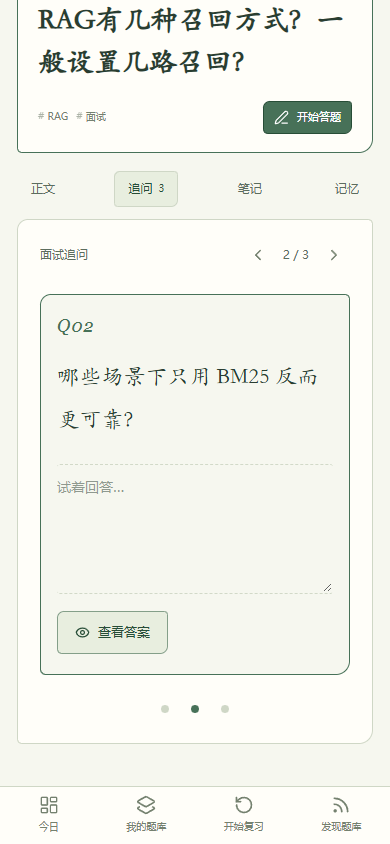 RAG有几种召回方式？一
般设置几路召回？
# RAG # 面试
开始答题
正文 追问 3 笔记 记忆
面试追问
2 / 3
Q02
哪些场景下只用 BM25 反而
更可靠？
试着回答...
查看答案
今日 我的题库 开始复习 发现题库